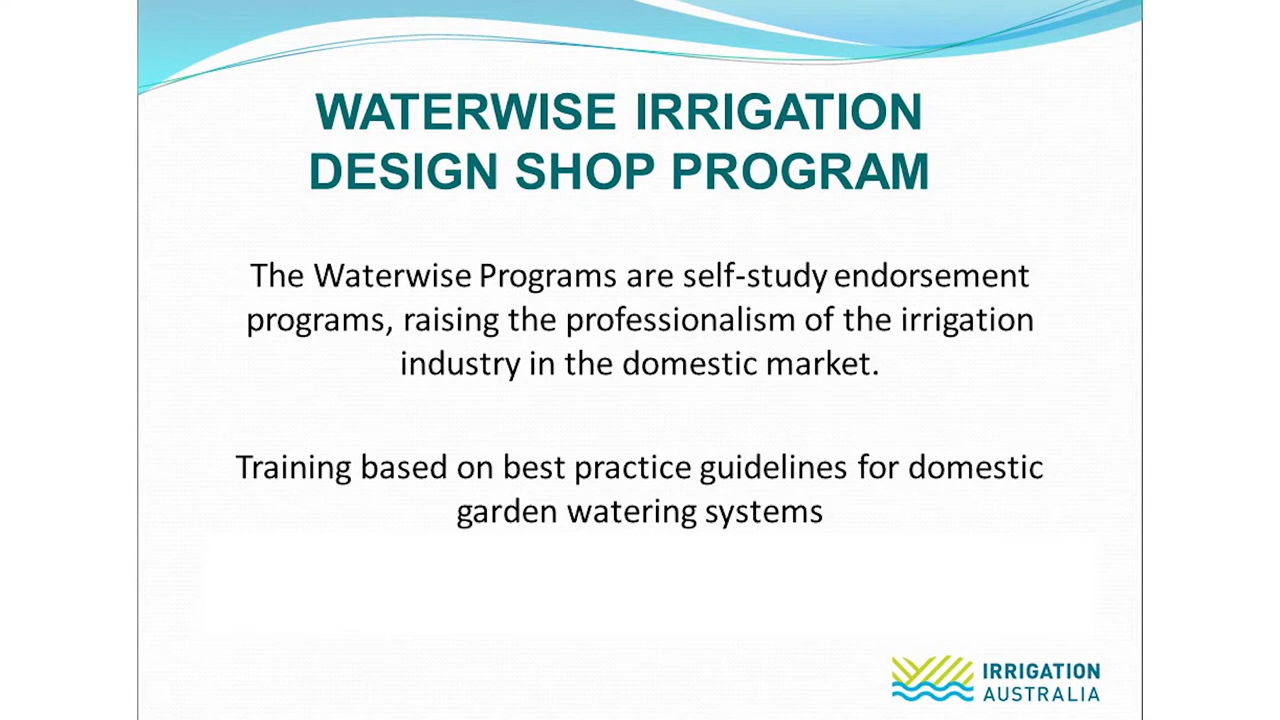 WATERWISE IRRIGATION
DESIGN SHOP PROGRAM
The Waterwise Programs are self-study endorsement
programs, raising the professionalism of the irrigation
industry in the domestic market.
Training based on best practice guidelines for domestic
garden watering systems
IRRIGATION
AUSTRALIA